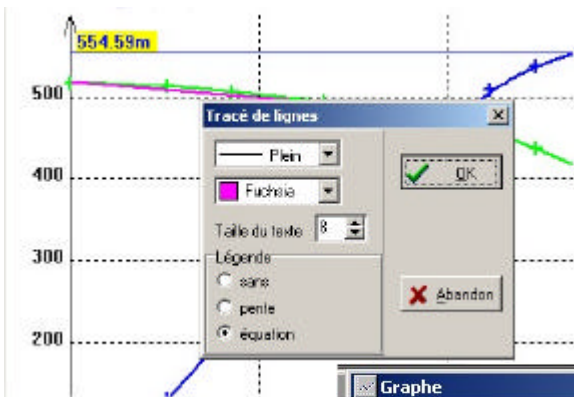 554.59m
500
400
300
200
Tracé de lignes
Plein
Fuchsia
Taille du texte 8
Légende
sans
pente
équation
OK
Abandon
Graphe